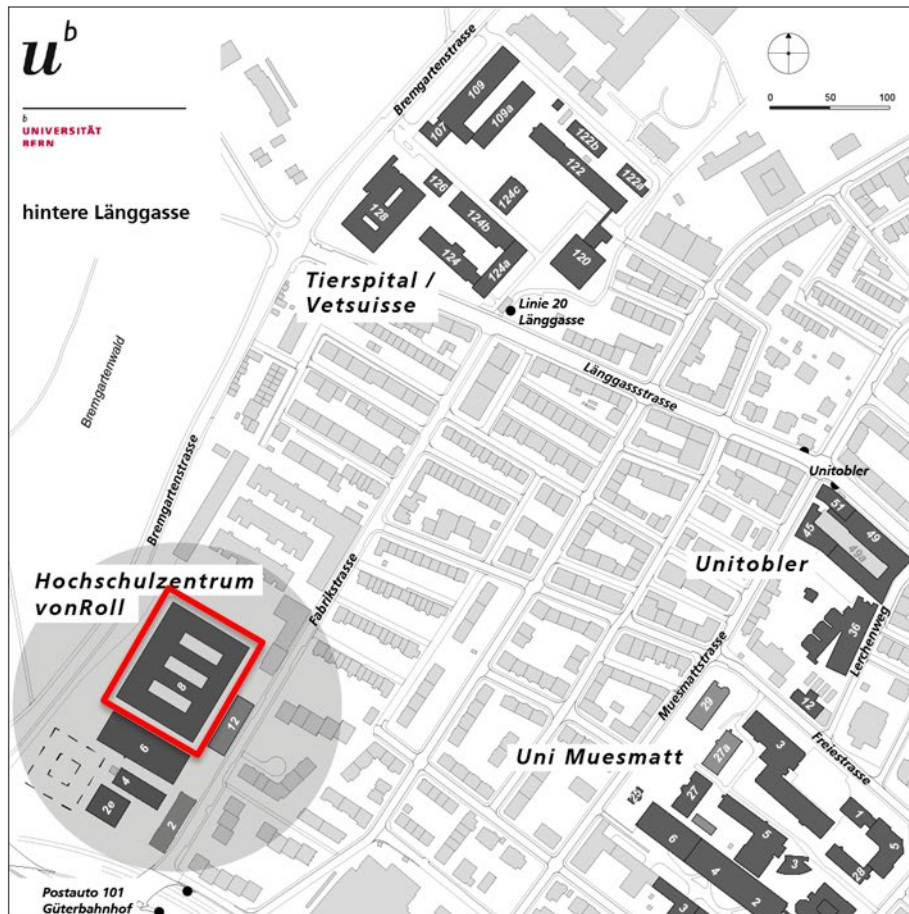 u^b
b
UNIVERSITÄT
BERN
hintere Länggasse
0 50 100
Bremgartenstrasse
109
109a
107
122b
122
122a
126
124c
128
124b
124
124a
120
Tierspital /
Vetsuisse
Linie 20
Länggasse
Bremgartenwald
Länggassstrasse
Bremgartenstrasse
Unitobler
51
45
49
49a
Unitobler
Hochschulzentrum
vonRoll
Fabrikstrasse
36
Lerchenweg
8
12
Muesmattstrasse
29
12
6
Uni Muesmatt
27a
3
Freiestrasse
4
2e
2
25
27
1
5
6
5
4
3
28
2
3
Postauto 101
Güterbahnhof